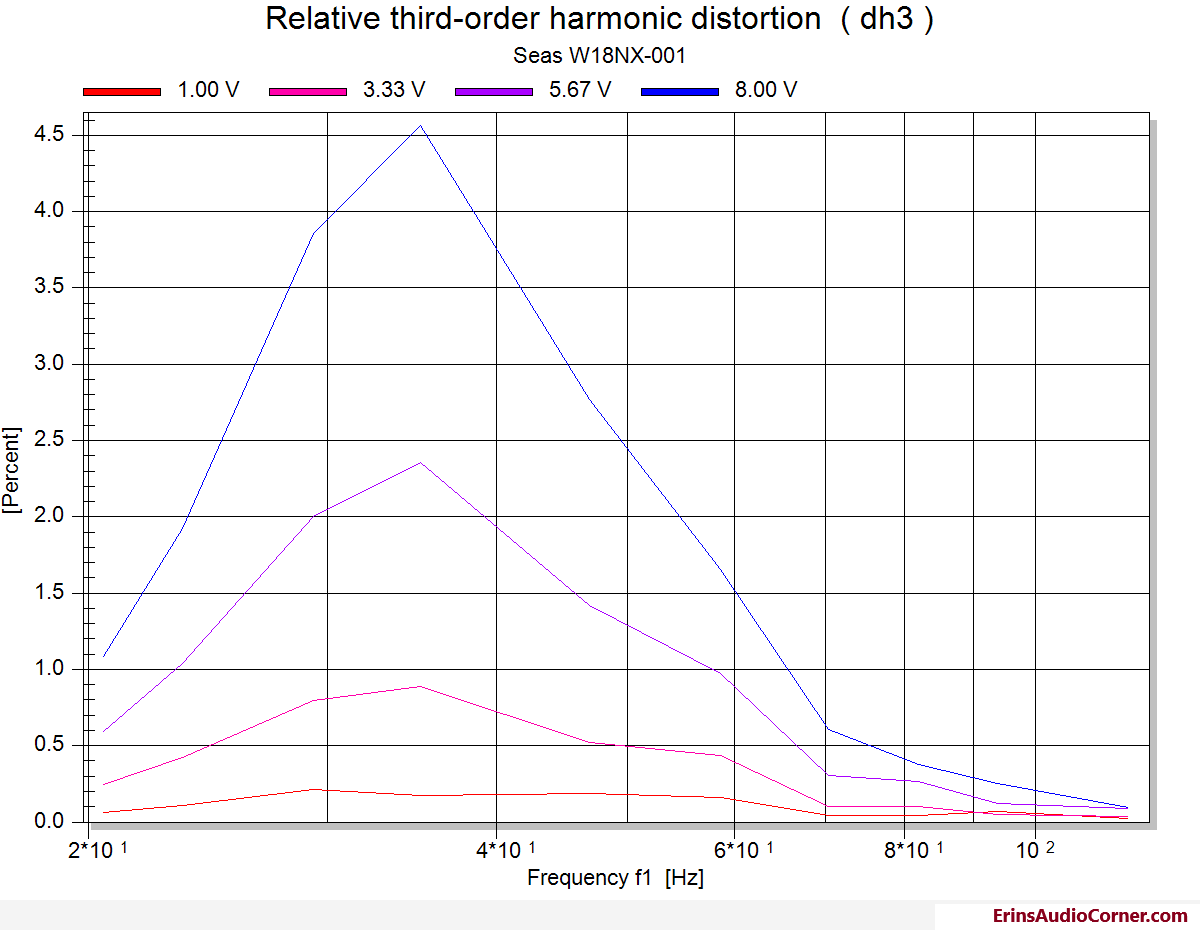 Relative third-order harmonic distortion ( dh3 )
Seas W18NX-001
1.00 V 3.33 V 5.67 V 8.00 V
4.5
4.0
3.5
3.0
2.5
2.0
1.5
1.0
0.5
0.0
[Percent]
2*10 1 4*10 1 6*10 1 8*10 1 10 2
Frequency f1 [Hz]
ErinsAudioCorner.com